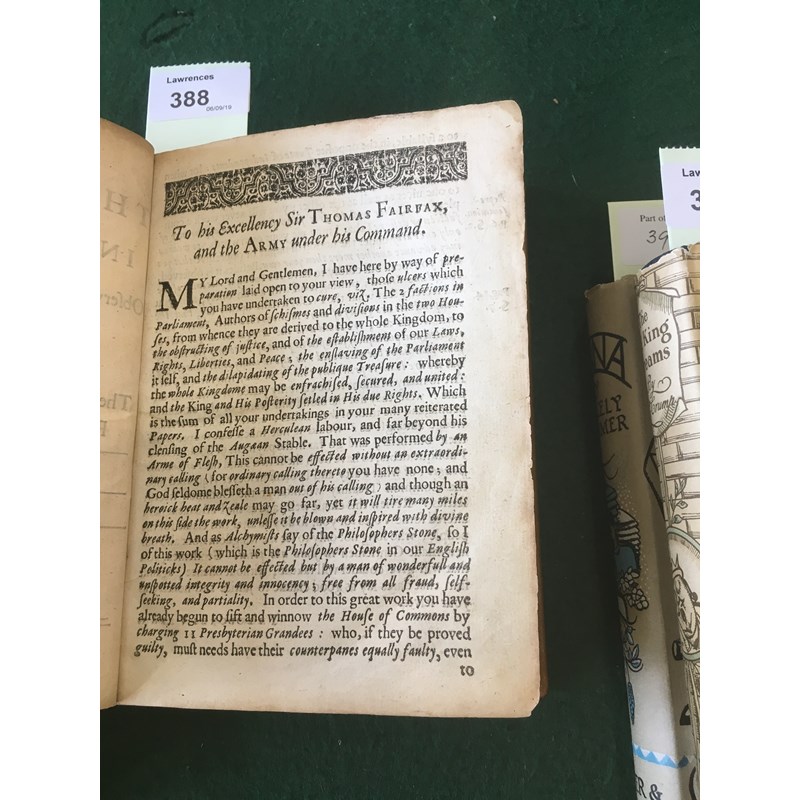 Lawrences
388
06/09/19
To his Excellency Sir THOMAS FAIRFAX,
and the ARMY under his Command.
MY Lord and Gentlemen, I have here by way of pre-
paration laid open to your view, thoſe ulcers which
you have undertaken to cure, viz, The 2 factions in
Parliament, Authors of ſchiſmes and diviſions in the two Hou-
ſes, from whence they are derived to the whole Kingdom, to
the obſtructing of juſtice, and of the eſtabliſhment of our Laws,
Rights, Liberties, and Peace; the enſlaving of the Parliament
it ſelf, and the dilapidating of the publique Treaſure: whereby
the whole Kingdome may be enfrachiſed, ſecured, and united:
and the King and His Poſterity ſetled in His due Rights. Which
is the ſum of all your undertakings in your many reiterated
Papers. I confeſſe a Herculean labour, and far beyond his
clenſing of the Augaan Stable. That was performed by an
Arme of Fleſh, This cannot be effected without an extraordi-
nary calling (for ordinary calling thereto you have none; and
God ſeldome bleſſeth a man out of his calling) and though an
heroick heat and zeale may go far, yet it will tire many miles
on this ſide the work, unleſſe it be blown and inſpired with divine
breath. And as Alchymiſts ſay of the Philoſophers Stone, ſo I
of this work (which is the Philoſophers Stone in our Engliſh
Politicks) It cannot be effected but by a man of wonderfull and
unſpotted integrity and innocency; free from all fraud, ſelf-
ſeeking, and partiality. In order to this great work you have
already begun to ſift and winnow the Houſe of Commons by
charging 11 Presbyterian Grandees: who, if they be proved
guilty, muſt needs have their counterpanes equally faulty, even
to
Law
3
Part of
39
The
King